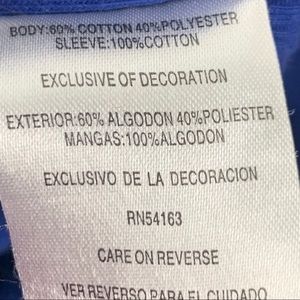 BODY:60% COTTON 40%POLYESTER
SLEEVE:100%COTTON
EXCLUSIVE OF DECORATION
EXTERIOR:60% ALGODON 40%POLIESTER
MANGAS:100%ALGODON
EXCLUSIVO DE LA DECORACION
RN54163
CARE ON REVERSE
VER REVERSO PARA EL CUIDADO